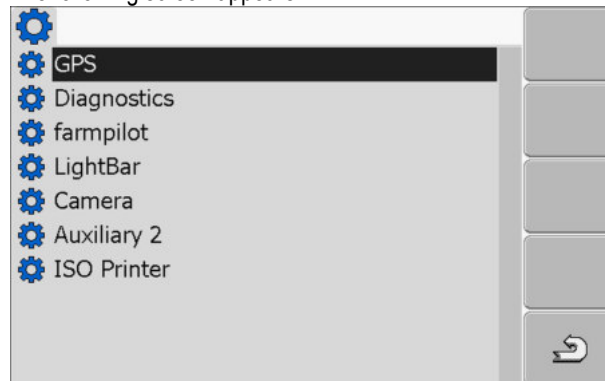 GPS
Diagnostics
farmpilot
LightBar
Camera
Auxiliary 2
ISO Printer